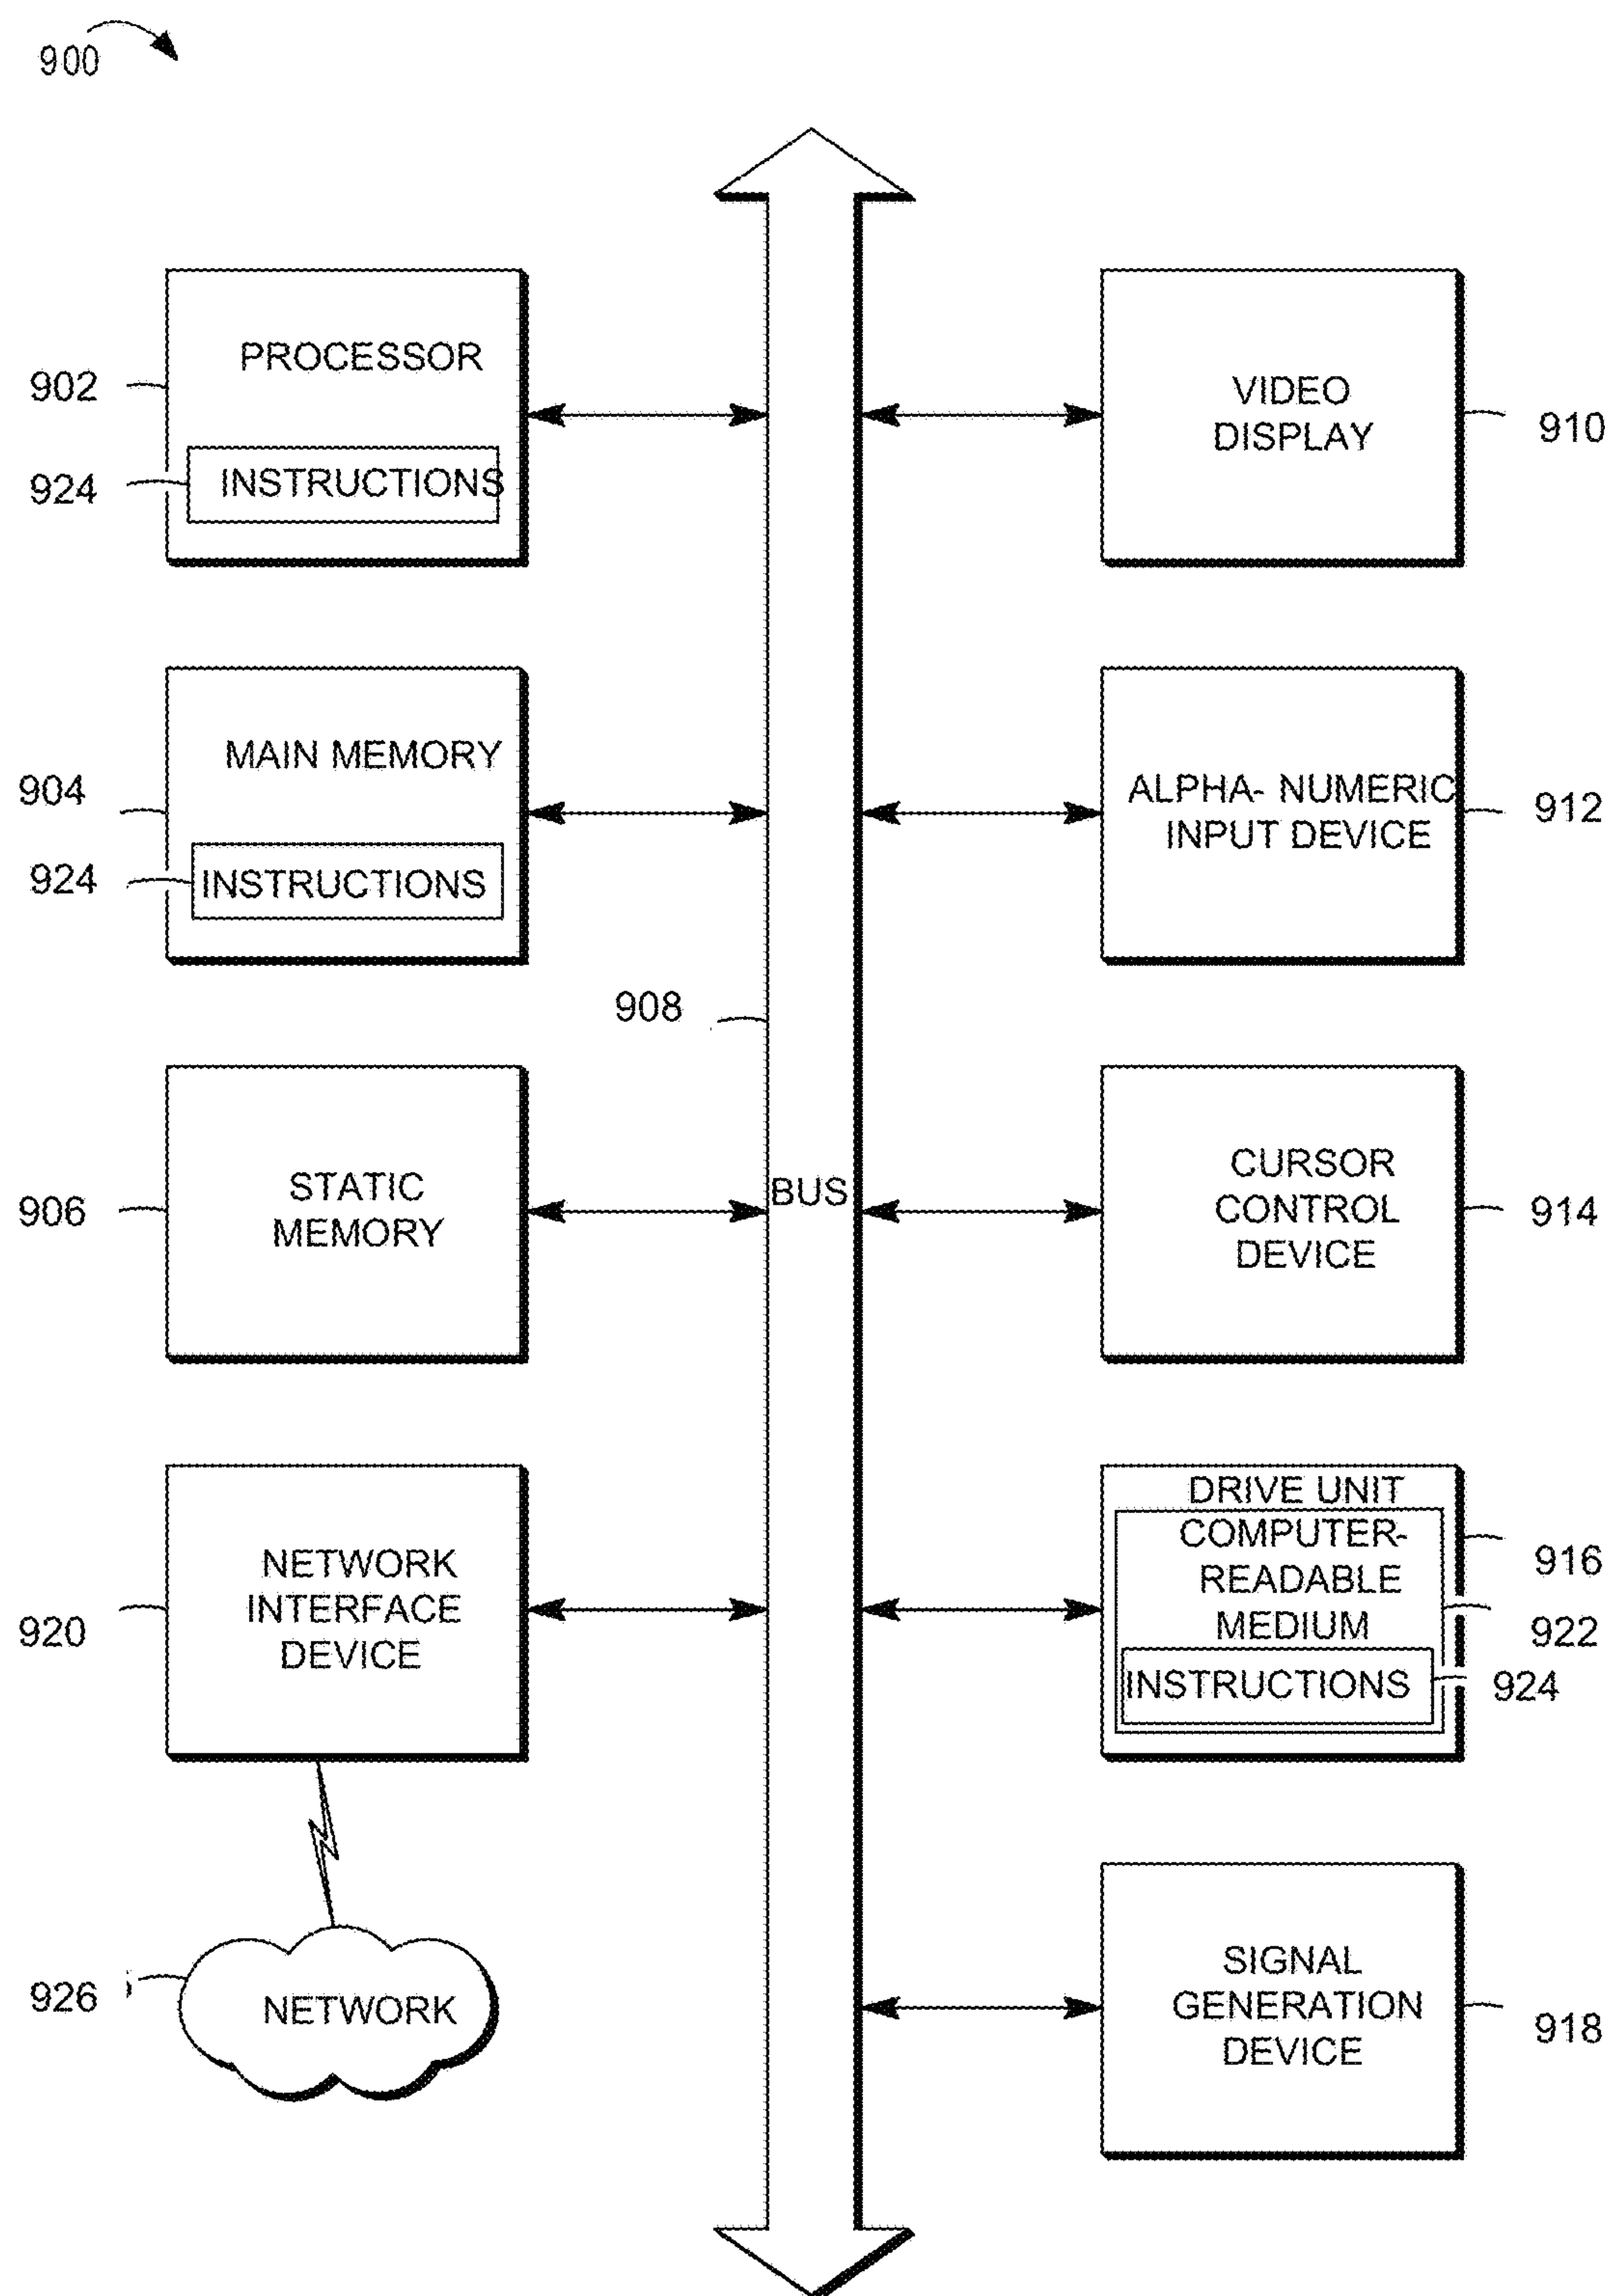 900
PROCESSOR
902
INSTRUCTIONS
924
VIDEO
DISPLAY
910
MAIN MEMORY
904
INSTRUCTIONS
924
ALPHA- NUMERIC
INPUT DEVICE
912
908
STATIC
MEMORY
906
BUS
CURSOR
CONTROL
DEVICE
914
NETWORK
INTERFACE
DEVICE
920
DRIVE UNIT
COMPUTER-
READABLE
MEDIUM
916
922
INSTRUCTIONS
924
NETWORK
926
SIGNAL
GENERATION
DEVICE
918